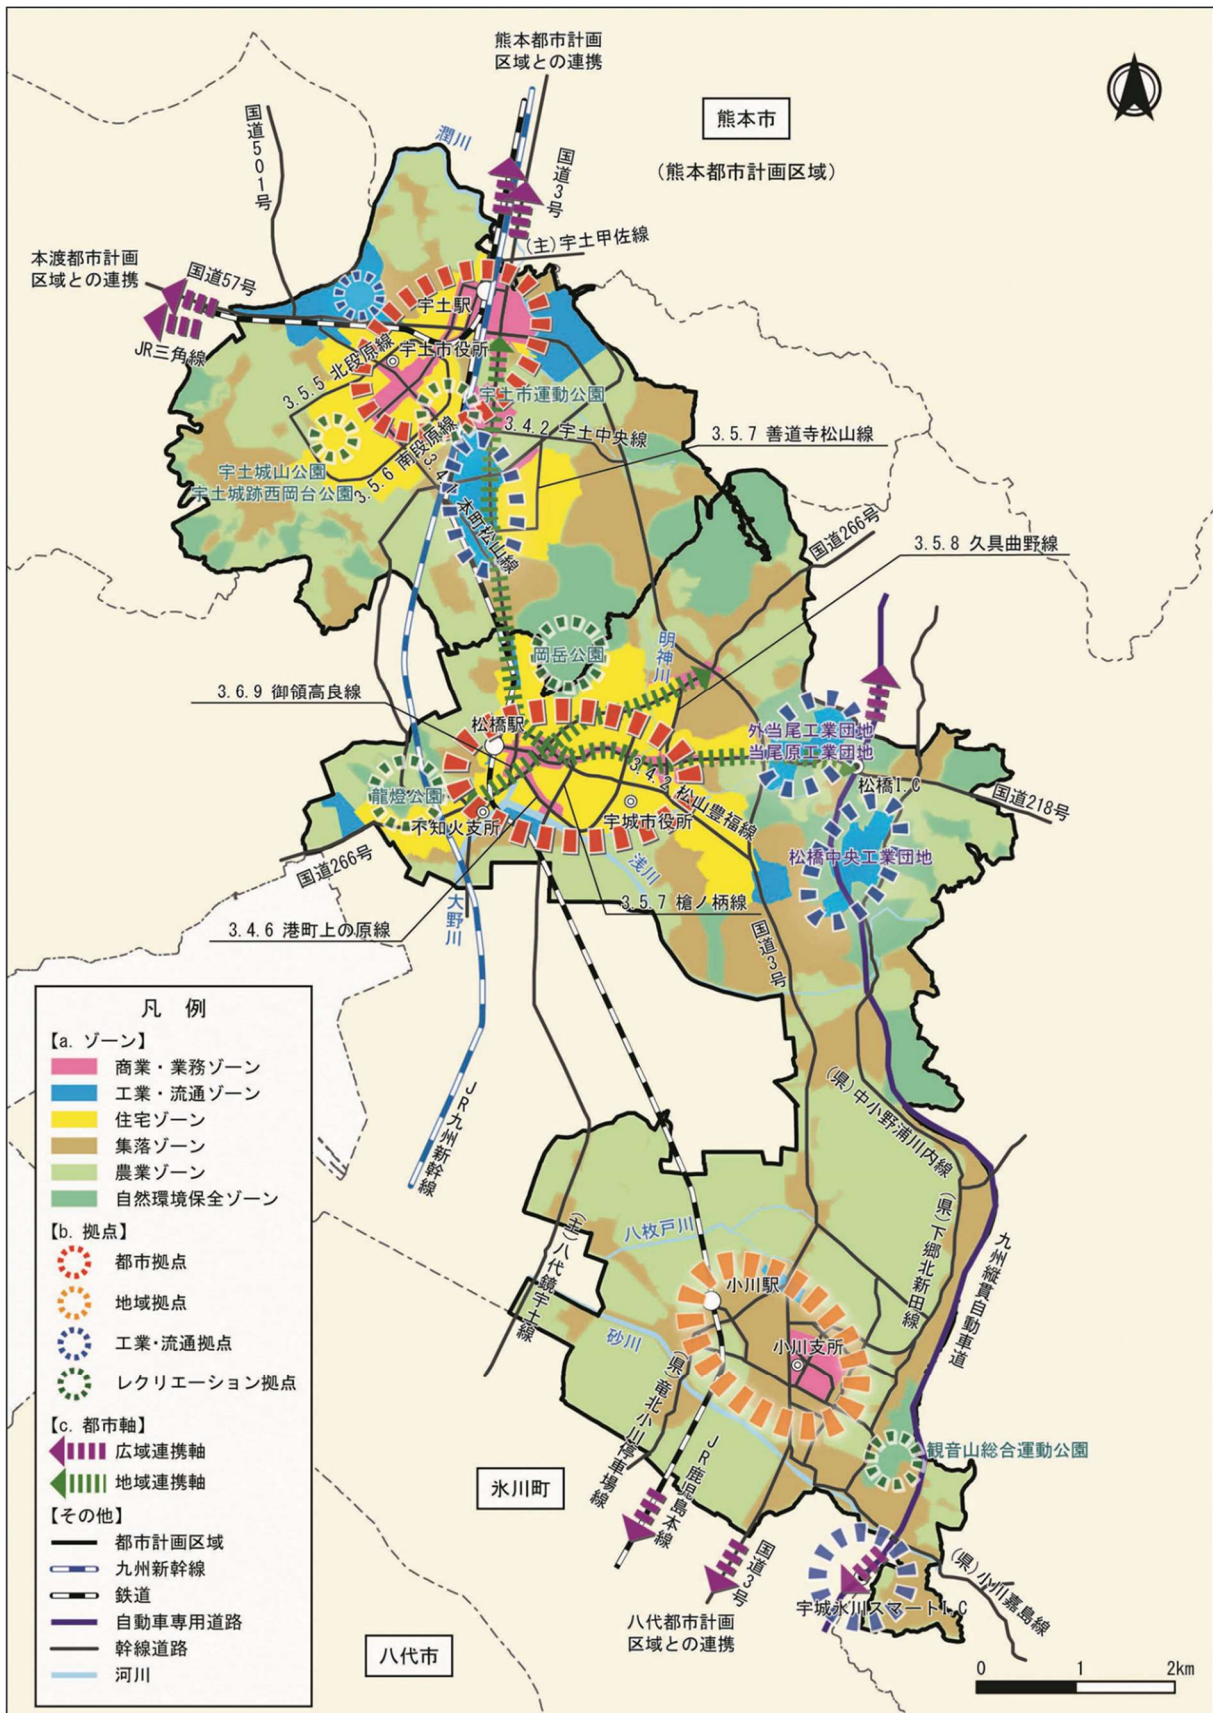 熊本都市計画
区域との連携
熊本市
(熊本都市計画区域)
国道501号
潤川
国道3号
(主)宇土甲佐線
本渡都市計画
区域との連携
国道57号
JR三角線
宇土駅
宇土市役所
3.5.5 北段原線
宇土市運動公園
3.4.2 宇土中央線
3.5.7 善道寺松山線
宇土城山公園
宇土城跡西岡台公園
3.5.6 南段原線
3.4.1 本町松山線
国道266号
3.5.8 久具曲野線
岡岳公園
明神川
3.6.9 御領高良線
松橋駅
外当尾工業団地
当尾原工業団地
松橋I.C
国道218号
龍燈公園
不知火支所
3.4.2 松山豊福線
宇城市役所
松橋中央工業団地
国道266号
浅川
大野川
3.5.7 槍ノ柄線
3.4.6 港町上の原線
国道3号
JR九州新幹線
(県)中小野浦川内線
(県)下郷北新田線
九州縦貫自動車道
(主)八代鏡宇土線
八枚戸川
小川駅
砂川
小川支所
(県)竜北小川停車場線
JR鹿児島本線
観音山総合運動公園
氷川町
国道3号
(県)小川嘉島線
宇城氷川スマートI.C
八代都市計画
区域との連携
八代市
凡 例
【a. ゾーン】
商業・業務ゾーン
工業・流通ゾーン
住宅ゾーン
集落ゾーン
農業ゾーン
自然環境保全ゾーン
【b. 拠点】
都市拠点
地域拠点
工業・流通拠点
レクリエーション拠点
【c. 都市軸】
広域連携軸
地域連携軸
【その他】
都市計画区域
九州新幹線
鉄道
自動車専用道路
幹線道路
河川
0 1 2km